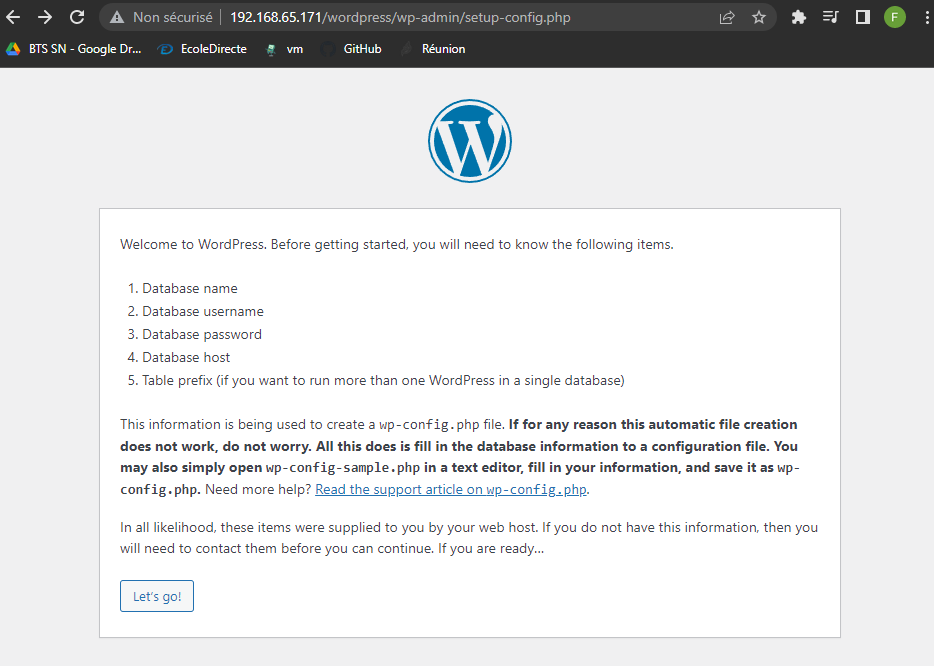 Non sécurisé 192.168.65.171/wordpress/wp-admin/setup-config.php F
BTS SN - Google Dr... EcoleDirecte vm GitHub Réunion
W
Welcome to WordPress. Before getting started, you will need to know the following items.
1. Database name
2. Database username
3. Database password
4. Database host
5. Table prefix (if you want to run more than one WordPress in a single database)
This information is being used to create a wp-config.php file. If for any reason this automatic file creation
does not work, do not worry. All this does is fill in the database information to a configuration file. You
may also simply open wp-config-sample.php in a text editor, fill in your information, and save it as wp-
config.php. Need more help? Read the support article on wp-config.php.
In all likelihood, these items were supplied to you by your web host. If you do not have this information, then you
will need to contact them before you can continue. If you are ready...
Let's go!